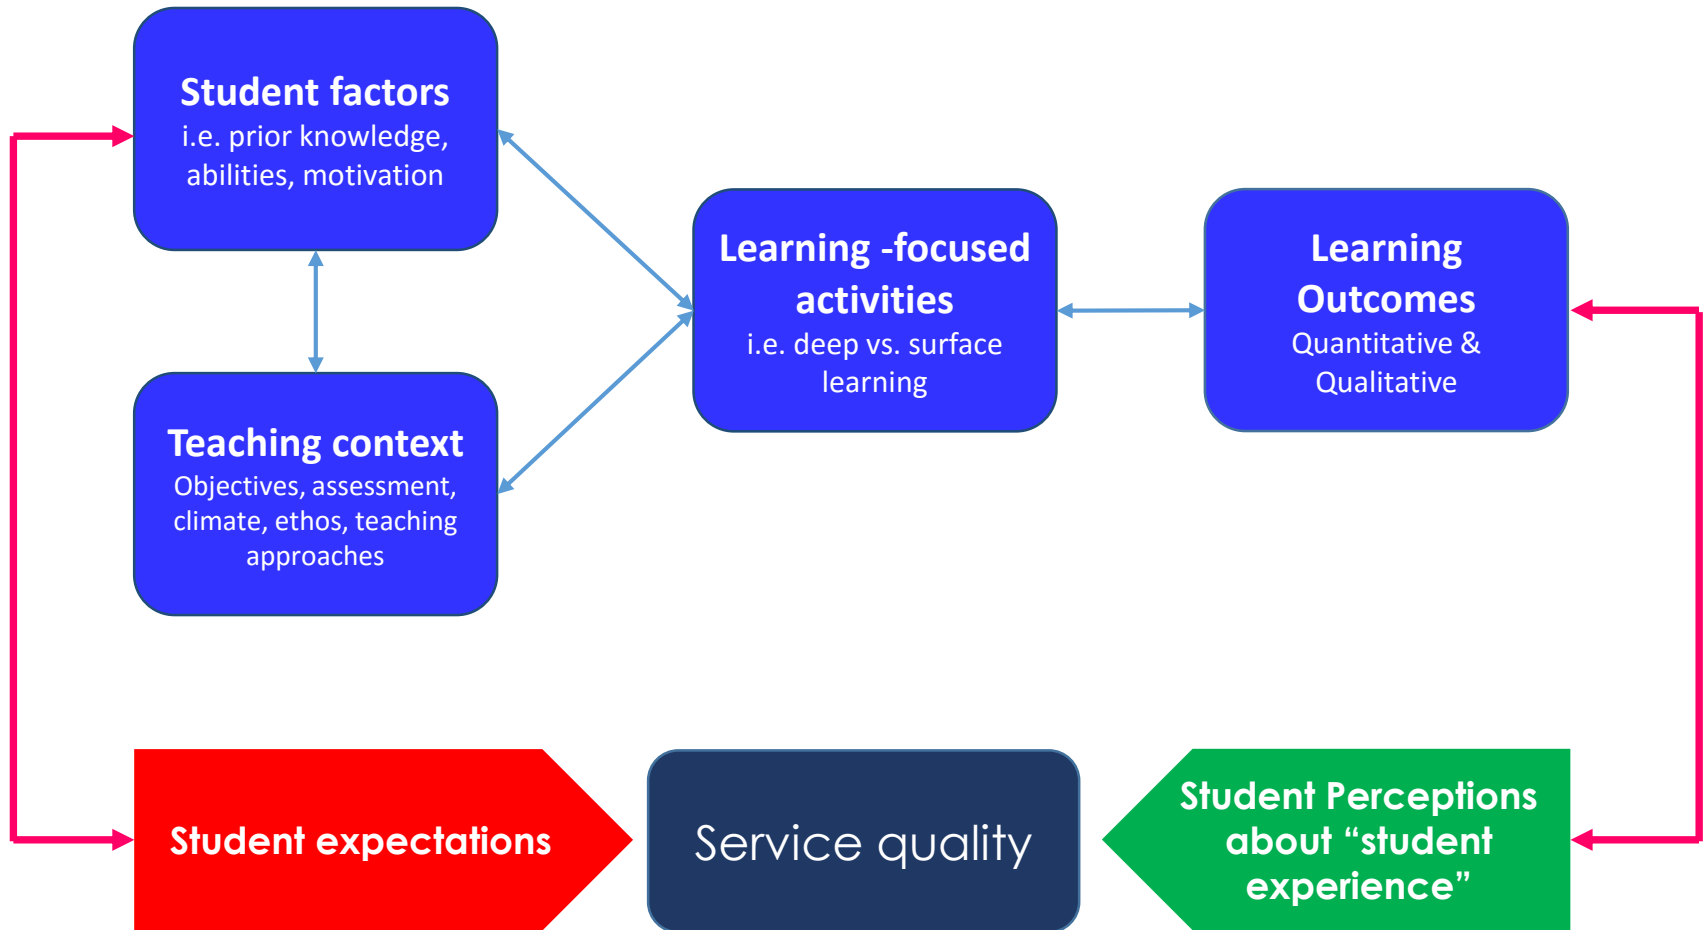 Student factors
i.e. prior knowledge,
abilities, motivation
Teaching context
Objectives, assessment,
climate, ethos, teaching
approaches
Learning -focused
activities
i.e. deep vs. surface
learning
Learning
Outcomes
Quantitative &
Qualitative
Student expectations
Service quality
Student Perceptions
about “student
experience”